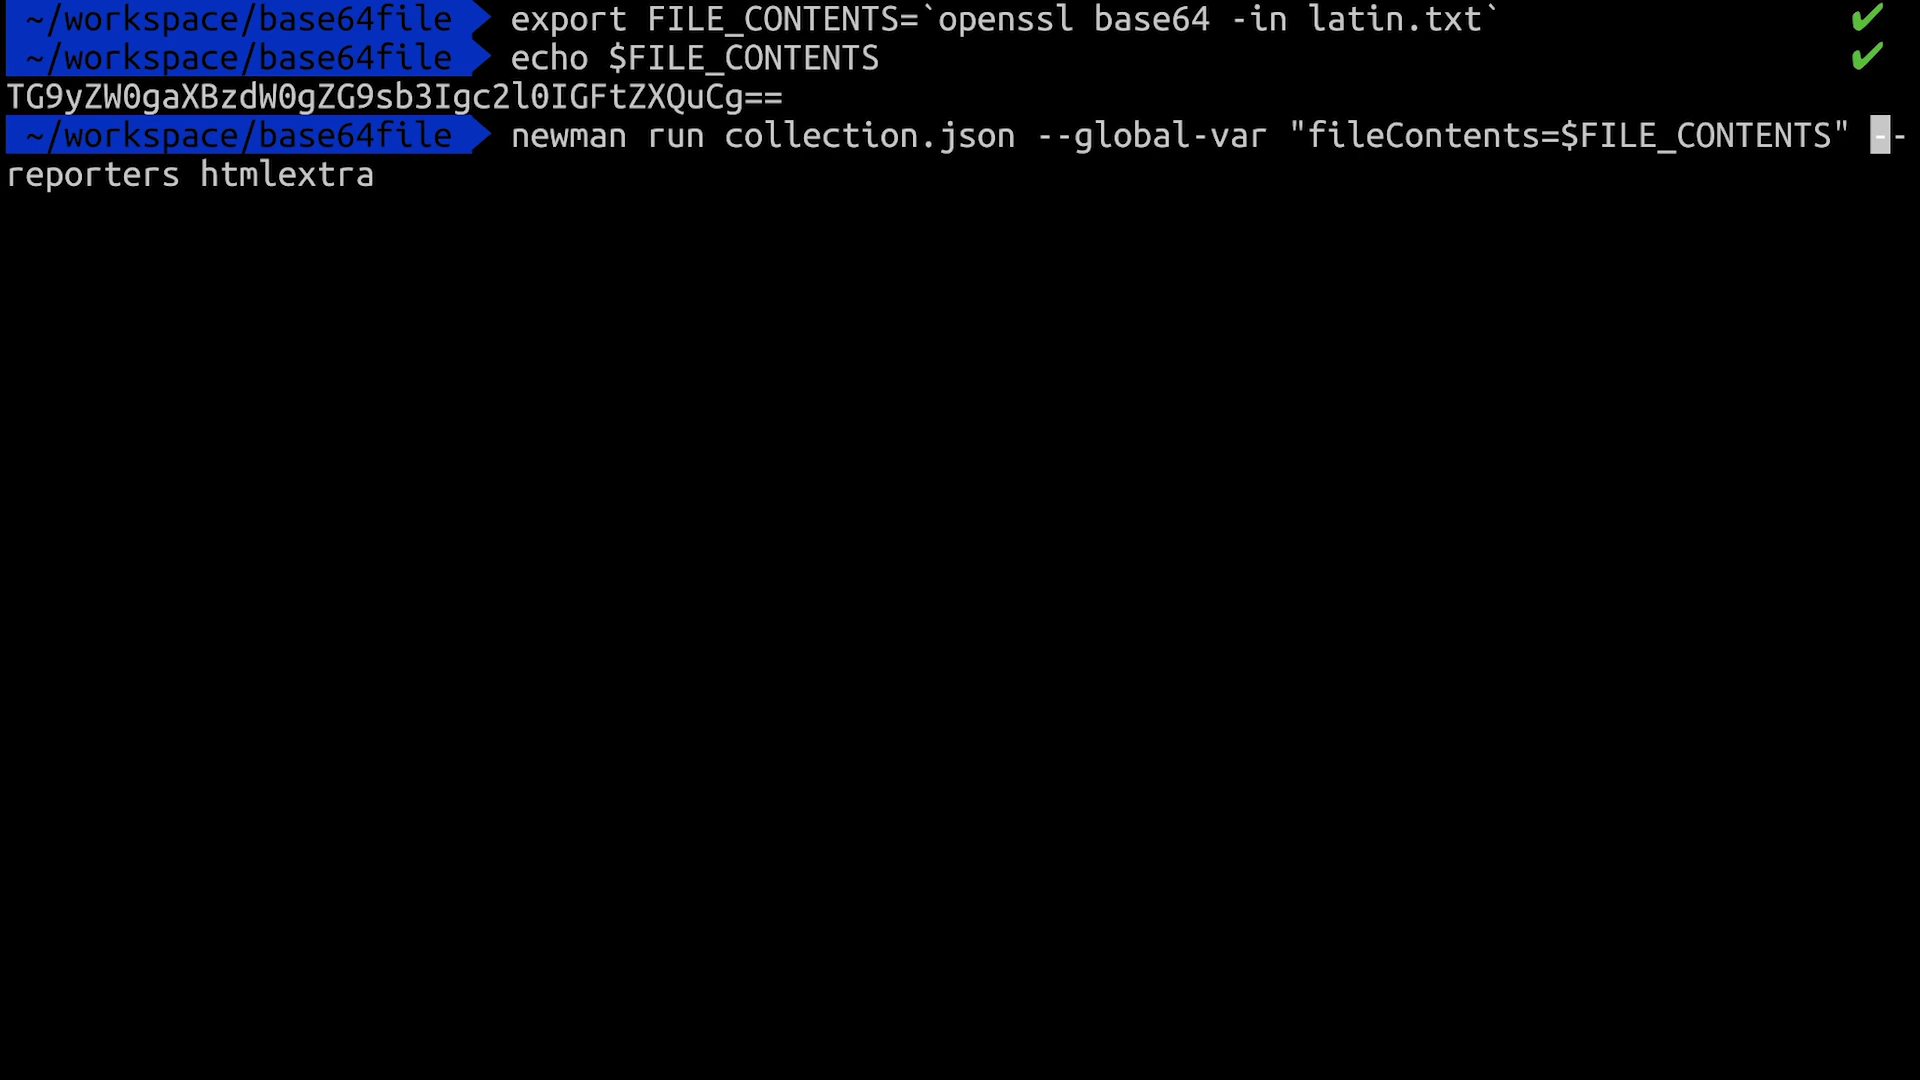 ~/workspace/base64file export FILE_CONTENTS=`openssl base64 -in latin.txt` ✔
~/workspace/base64file echo $FILE_CONTENTS ✔
TG9yZW0gaXBzdW0gZG9sb3Igc2l0IGFtZXQuCg==
~/workspace/base64file newman run collection.json --global-var "fileContents=$FILE_CONTENTS" --
reporters htmlextra